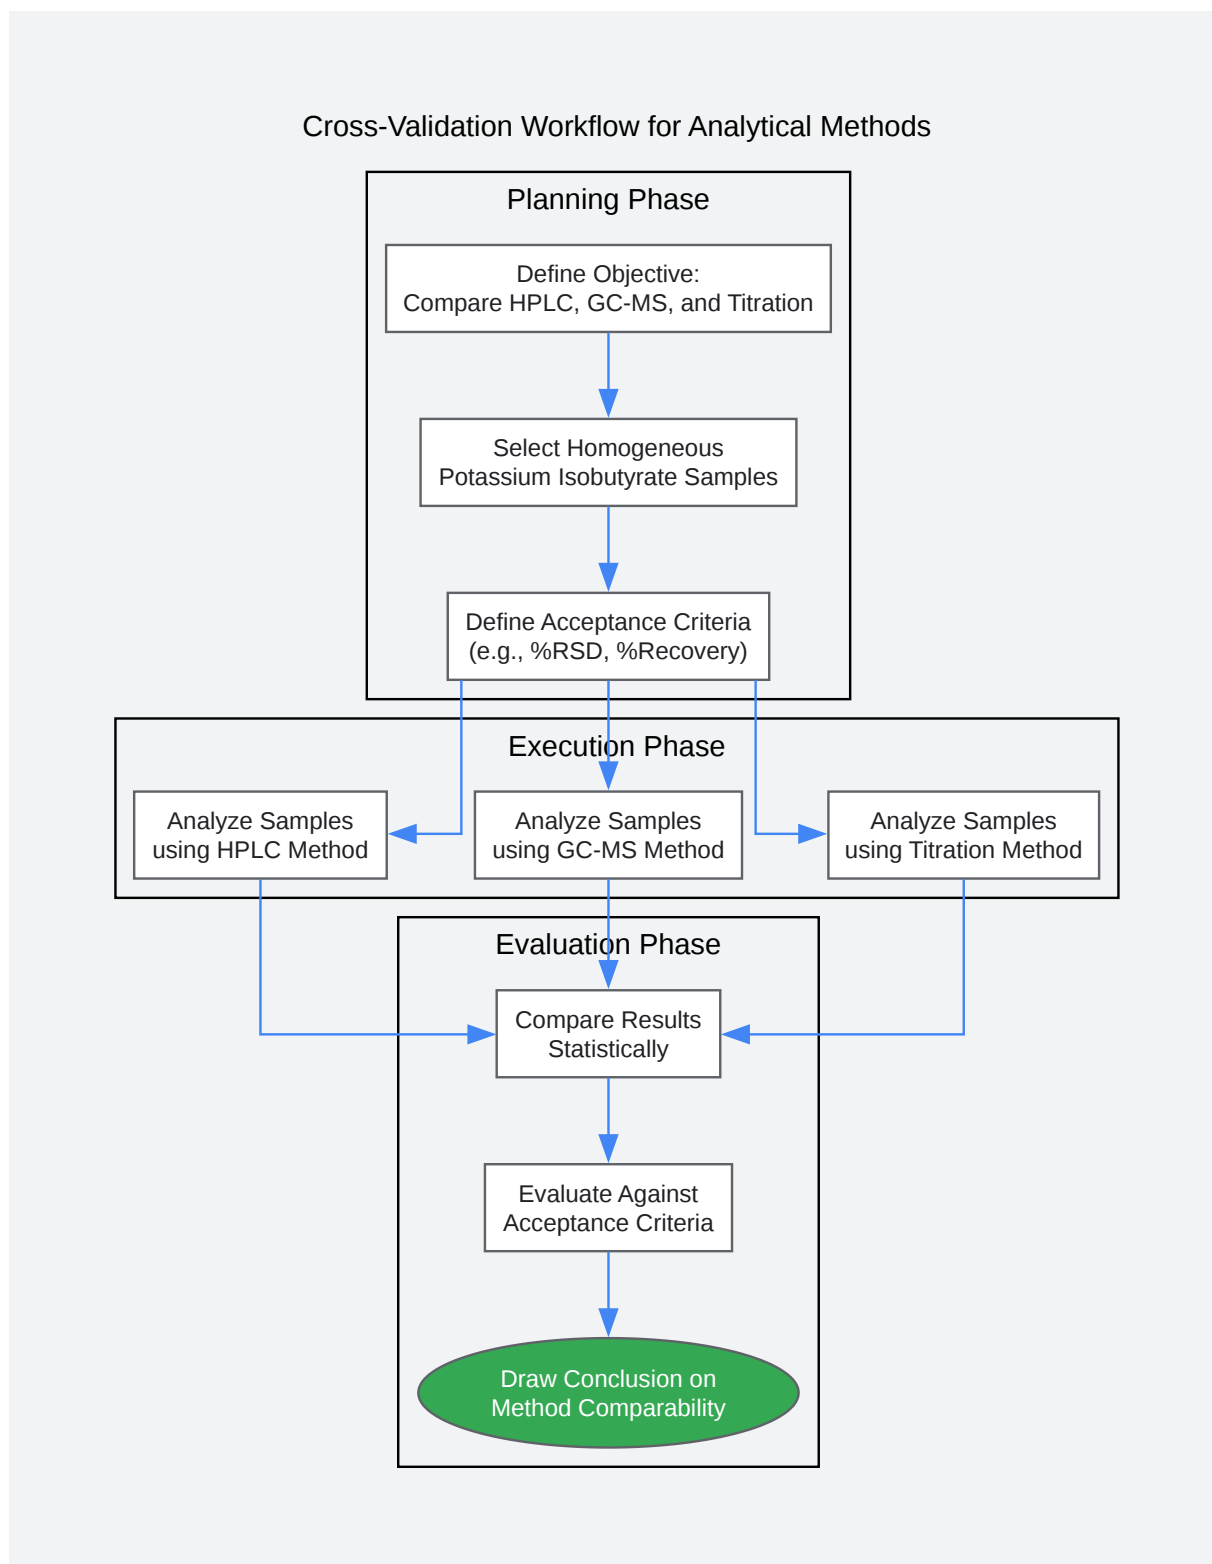 Cross-Validation Workflow for Analytical Methods
Planning Phase
Define Objective:
Compare HPLC, GC-MS, and Titration
Select Homogeneous
Potassium Isobutyrate Samples
Define Acceptance Criteria
(e.g., %RSD, %Recovery)
Execution Phase
Analyze Samples
using HPLC Method
Analyze Samples
using GC-MS Method
Analyze Samples
using Titration Method
Evaluation Phase
Compare Results
Statistically
Evaluate Against
Acceptance Criteria
Draw Conclusion on
Method Comparability